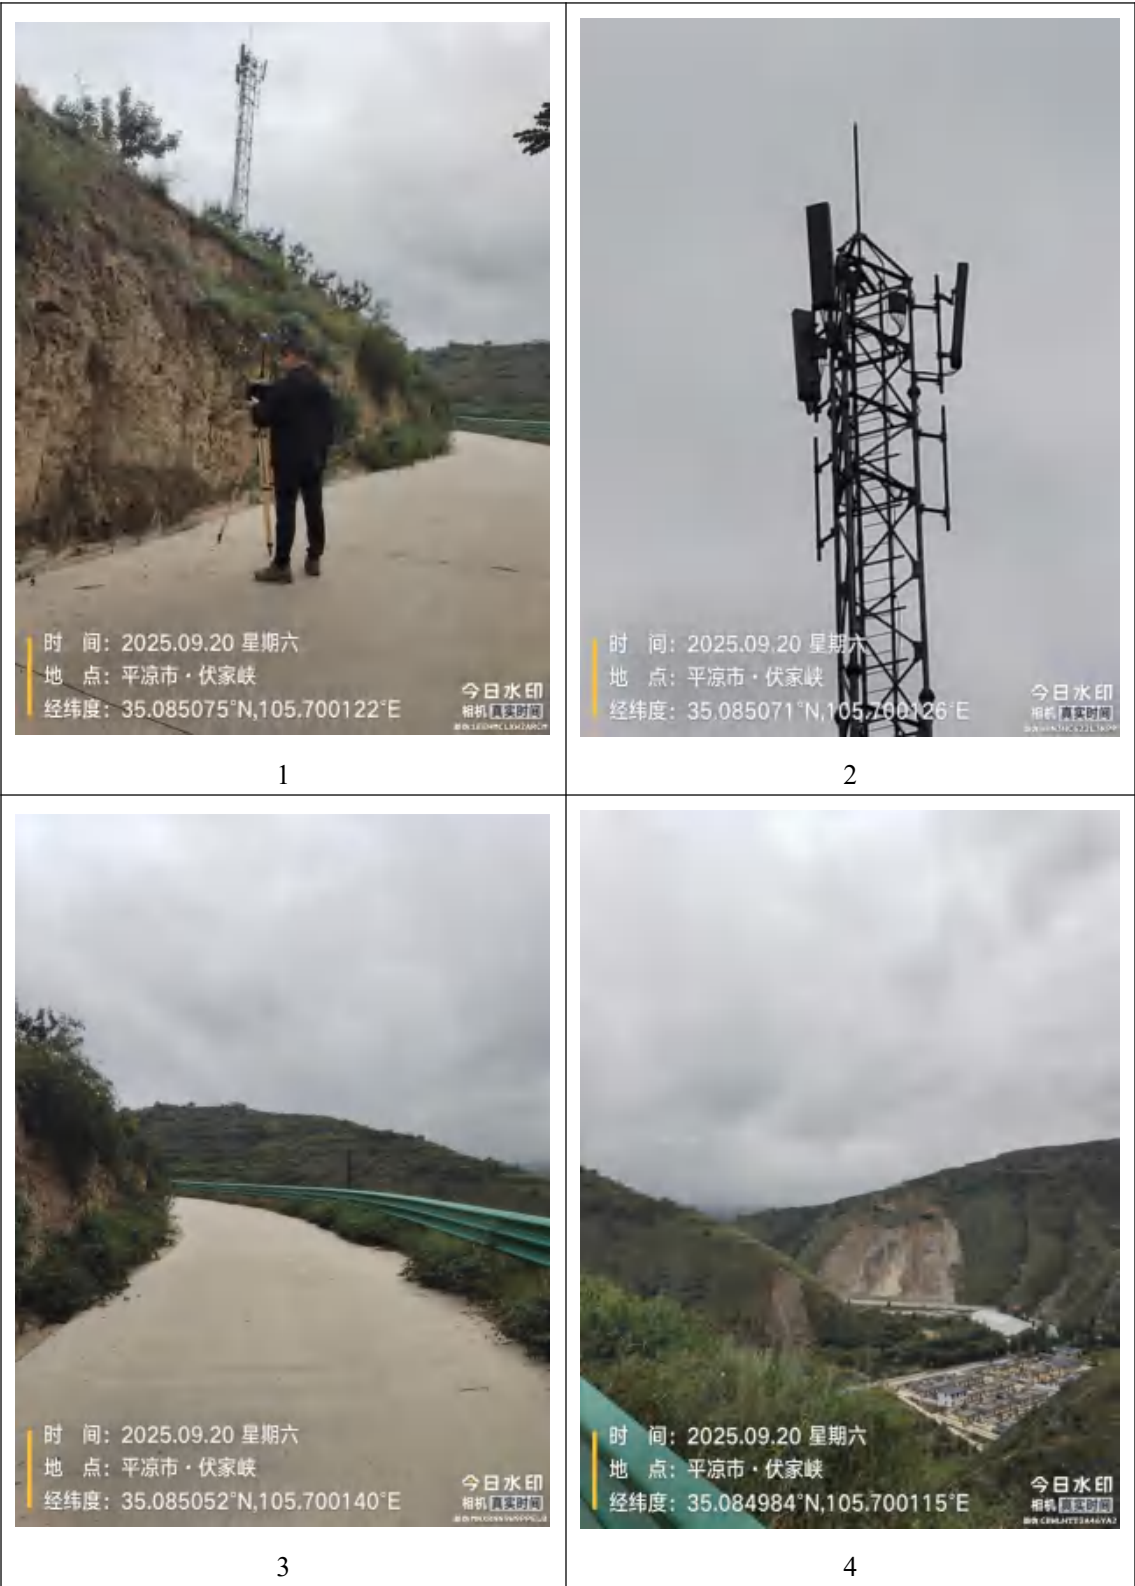 时 间：2025.09.20 星期六
地 点：平凉市·伏家峡
经纬度：35.085075°N,105.700122°E
今日水印
相机 真实时间
1
时 间：2025.09.20 星期六
地 点：平凉市·伏家峡
经纬度：35.085071°N,105.700126°E
今日水印
相机 真实时间
2
时 间：2025.09.20 星期六
地 点：平凉市·伏家峡
经纬度：35.085052°N,105.700140°E
今日水印
相机 真实时间
3
时 间：2025.09.20 星期六
地 点：平凉市·伏家峡
经纬度：35.084984°N,105.700115°E
今日水印
相机 真实时间
4